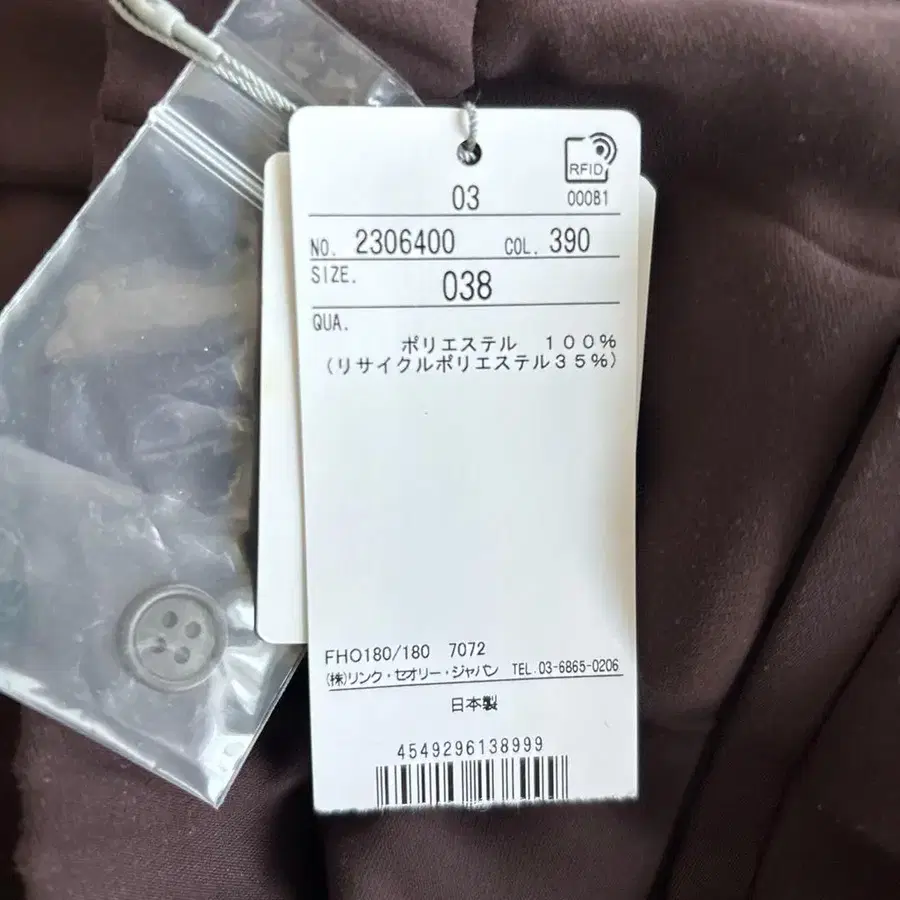 RFID
03 00081
NO. 2306400 COL. 390
SIZE. 038
QUA.
ポリエステル 100%
(リサイクルポリエステル35%)
FHO180/180 7072
(株)リンク・セオリー・ジャパン TEL.03-6865-0206
日本製
4549296138999